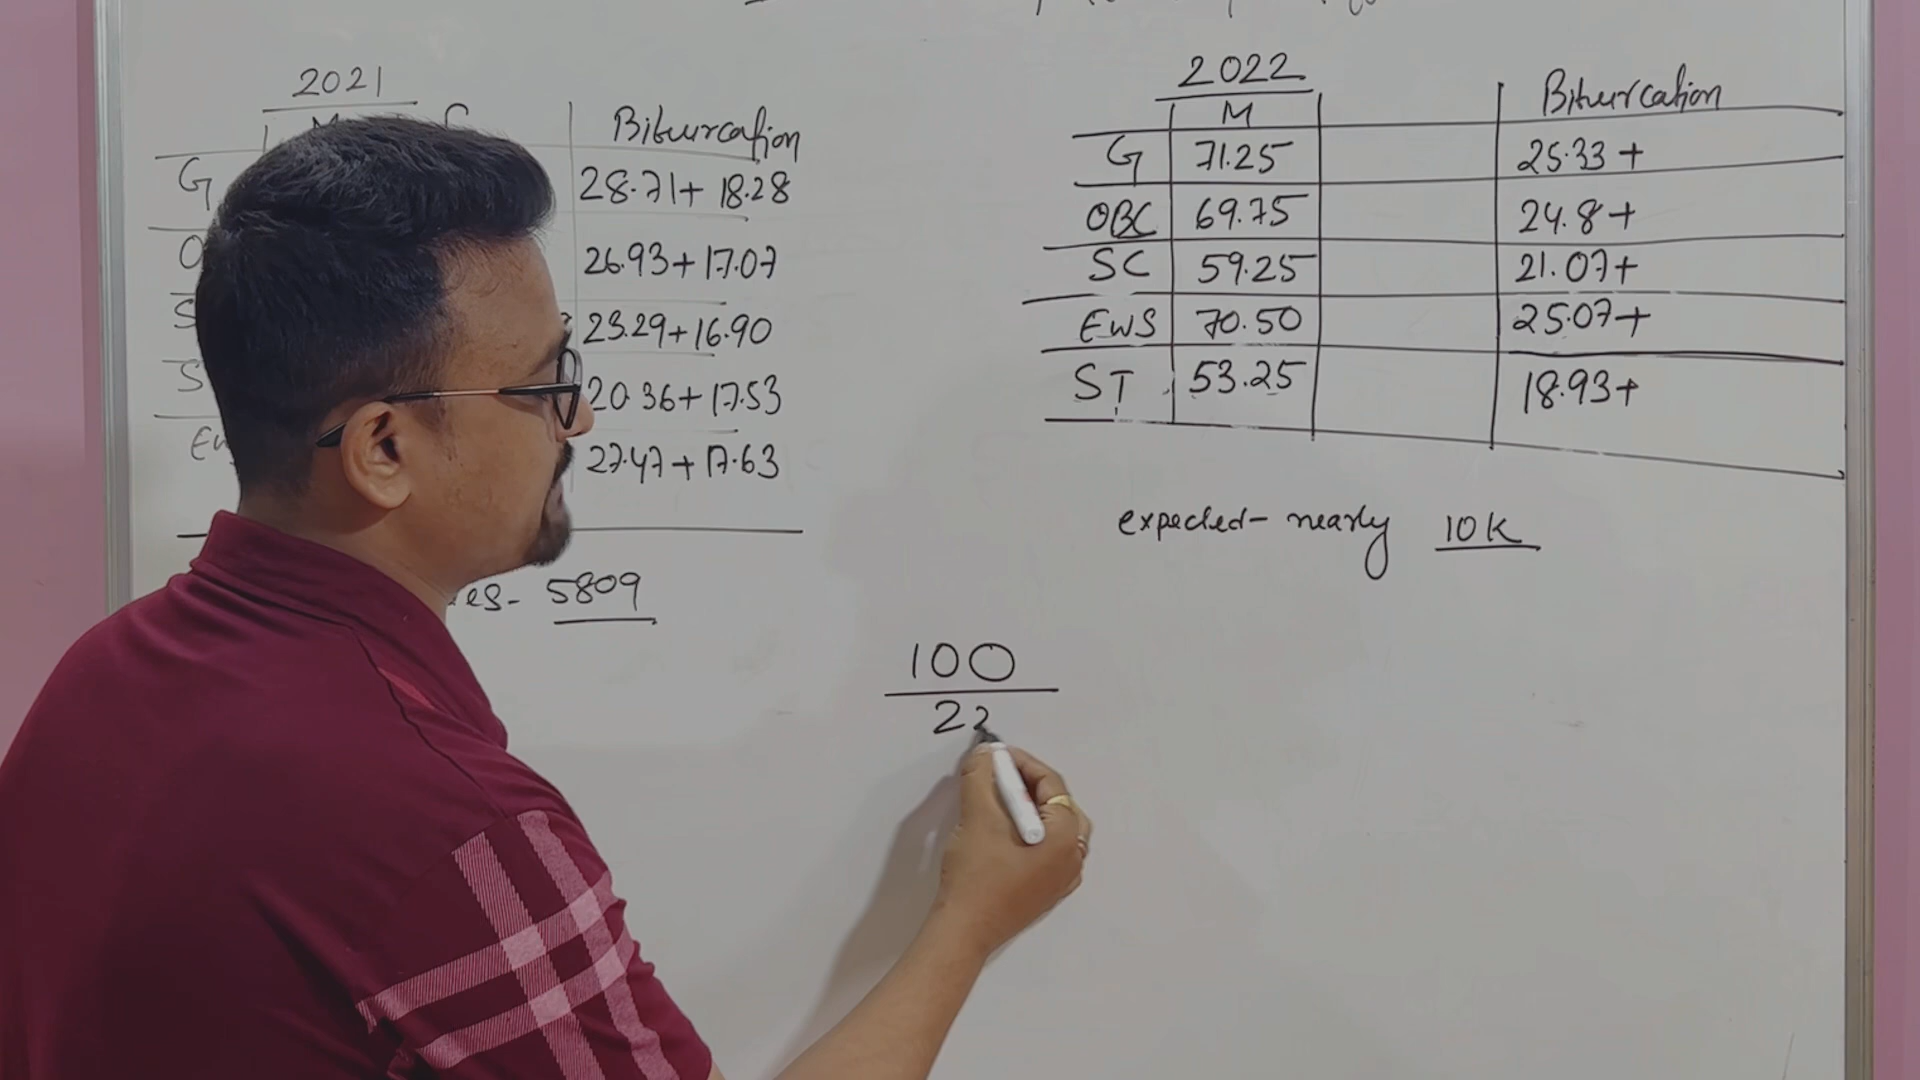 2021
Bifurcation
G 28.71+ 18.28
26.93+17.07
23.29+16.90
20.36+17.53
27.47+17.63
5809
2022
M Bifurcation
G 71.25 25.33 +
OBC 69.75 24.8+
SC 59.25 21.07+
EWS 70.50 25.07+
ST 53.25 18.93+
expected- nearly 10K
100
22